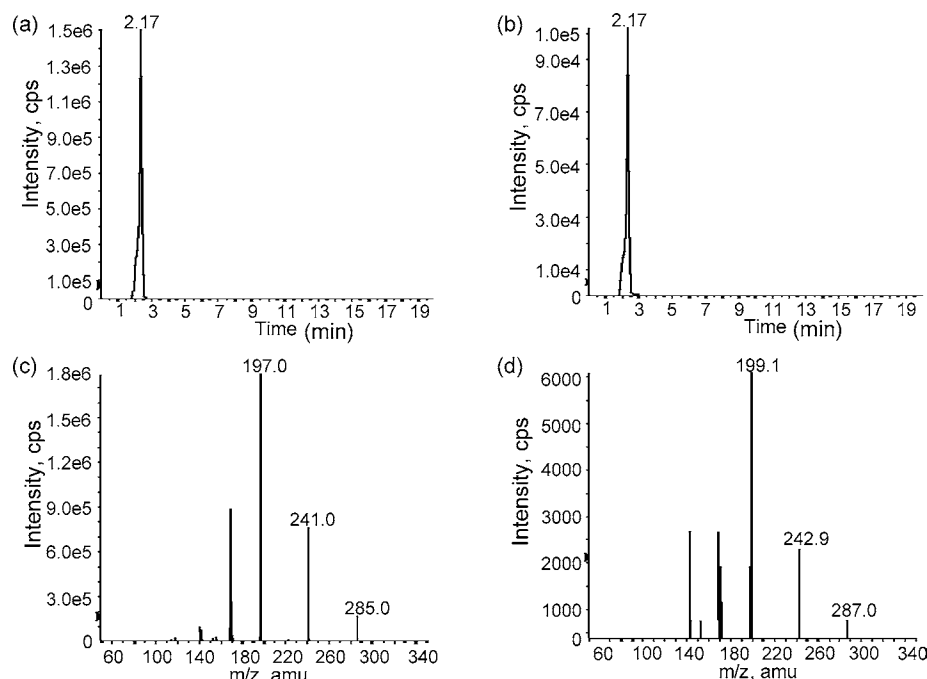 (a)
2.17
1.5e6
1.3e6
1.1e6
9.0e5
7.0e5
5.0e5
3.0e5
1.0e5
0
Intensity, cps
1 3 5 7 9 11 13 15 17 19
Time (min)
(b)
2.17
1.0e5
9.0e4
7.0e4
5.0e4
3.0e4
1.0e4
0
Intensity, cps
1 3 5 7 9 11 13 15 17 19
Time (min)
(c)
197.0
1.8e6
1.5e6
1.2e6
9.0e5
6.0e5
3.0e5
0
Intensity, cps
241.0
285.0
60 100 140 180 220 260 300 340
m/z, amu
(d)
199.1
6000
5000
4000
3000
2000
1000
0
Intensity, cps
242.9
287.0
60 100 140 180 220 260 300 340
m/z, amu